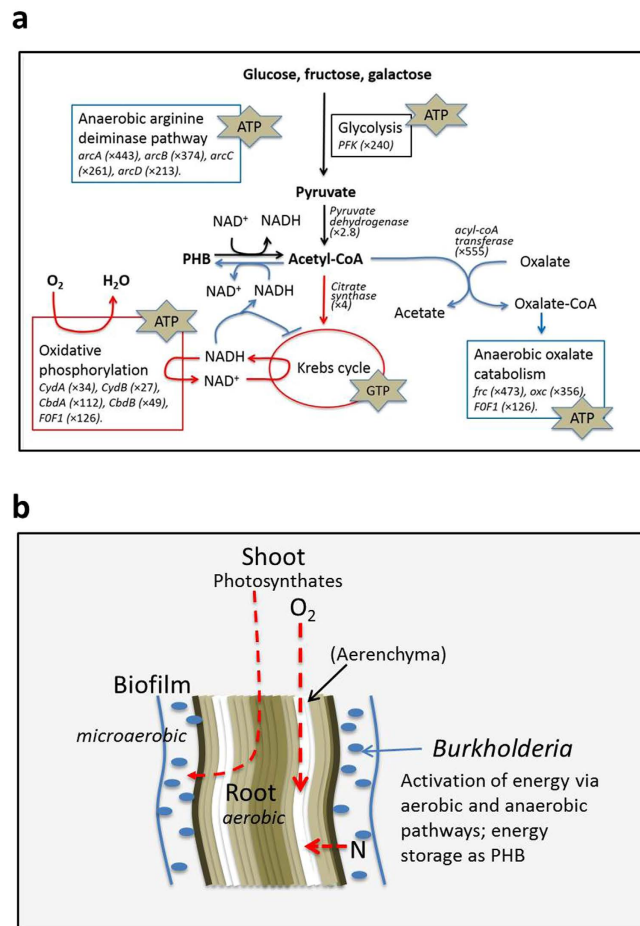 a
Glucose, fructose, galactose
Anaerobic arginine
deiminase pathway
arcA (×443), arcB (×374), arcC
(×261), arcD (×213).
ATP
Glycolysis
PFK (×240)
ATP
Pyruvate
NAD⁺ NADH
Pyruvate
dehydrogenase
(×2.8)
acyl-coA
transferase
(×555)
PHB
Acetyl-CoA
Oxalate
O₂
H₂O
NAD⁺
NADH
Citrate
synthase
(×4)
Acetate
Oxalate-CoA
ATP
Oxidative
phosphorylation
CydA (×34), CydB (×27),
CbdA (×112), CbdB (×49),
F0F1 (×126).
NADH
NAD⁺
Krebs cycle
GTP
Anaerobic oxalate
catabolism
frc (×473), oxc (×356),
F0F1 (×126).
ATP
b
Shoot
Photosynthates
O₂
(Aerenchyma)
Biofilm
microaerobic
Burkholderia
Activation of energy via
aerobic and anaerobic
pathways; energy
storage as PHB
Root
aerobic
N